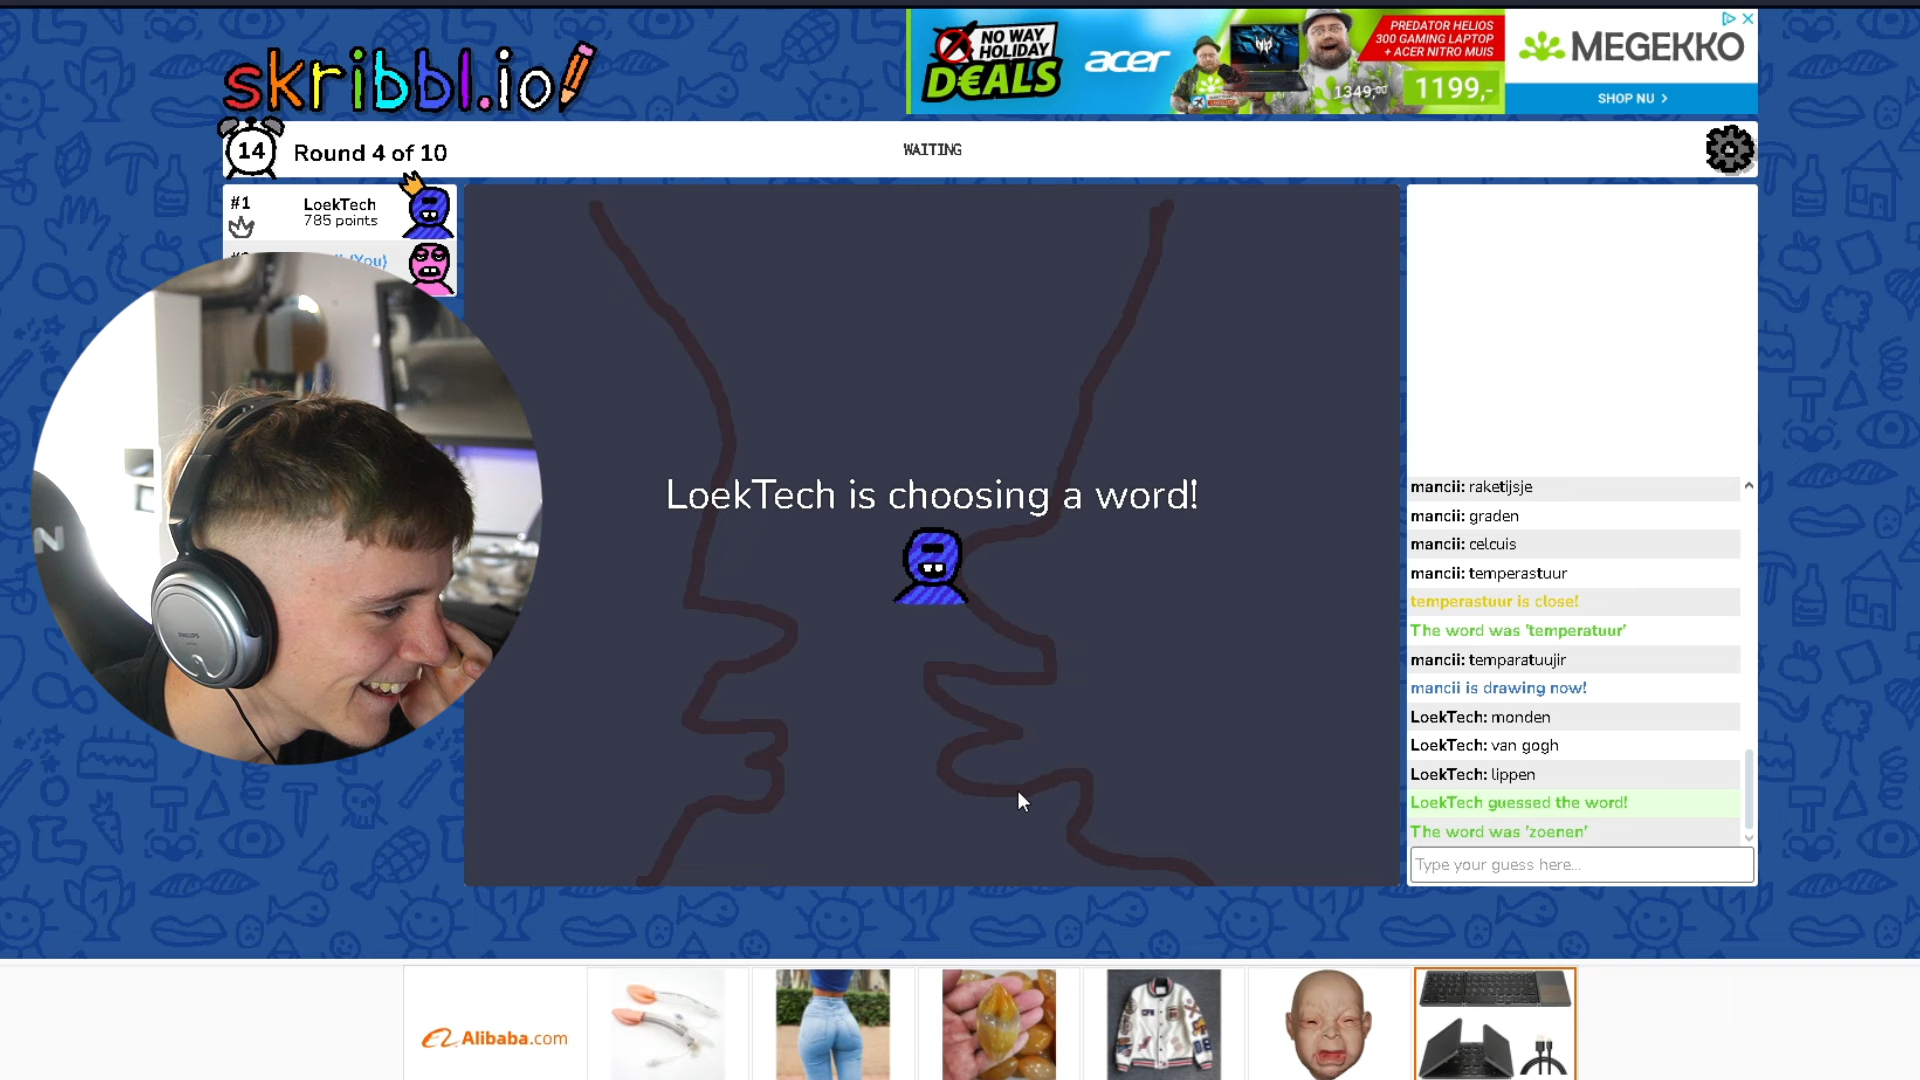 skribbl.io
NO WAY
HOLIDAY
D€ALS
acer
PREDATOR HELIOS
300 GAMING LAPTOP
+ ACER NITRO MUIS
1349,00
1199,-
MEGEKKO
SHOP NU >
14
Round 4 of 10
WAITING
#1
LoekTech
785 points
(You)
LoekTech is choosing a word!
mancii: raketijsje
mancii: graden
mancii: celcuis
mancii: temperastuur
temperastuur is close!
The word was 'temperatuur'
mancii: temparatuujir
mancii is drawing now!
LoekTech: monden
LoekTech: van gogh
LoekTech: lippen
LoekTech guessed the word!
The word was 'zoenen'
Type your guess here...
PHILIPS
N
Alibaba.com